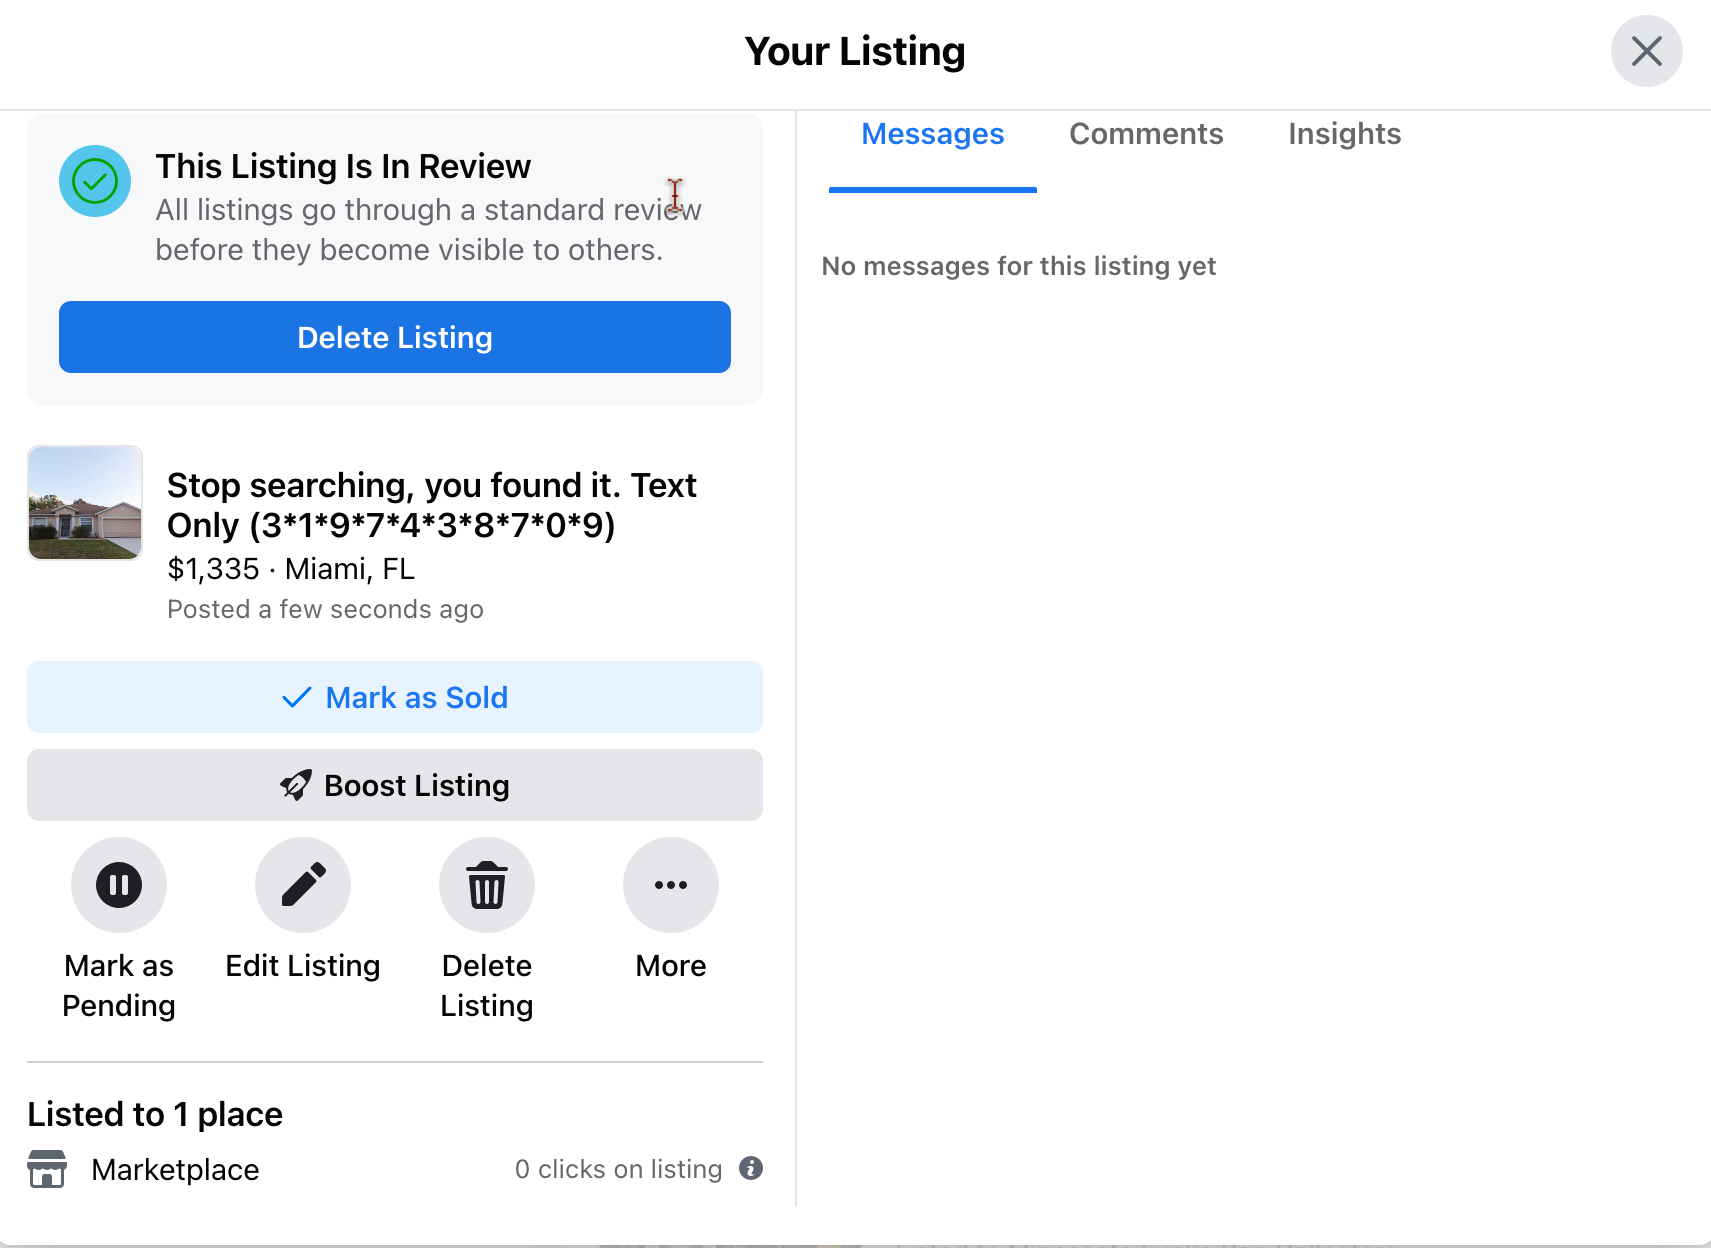 Your Listing
This Listing Is In Review
All listings go through a standard review
before they become visible to others.
Delete Listing
Stop searching, you found it. Text
Only (3*1*9*7*4*3*8*7*0*9)
$1,335 · Miami, FL
Posted a few seconds ago
Mark as Sold
Boost Listing
Mark as
Pending
Edit Listing
Delete
Listing
More
Listed to 1 place
Marketplace
0 clicks on listing
Messages
Comments
Insights
No messages for this listing yet